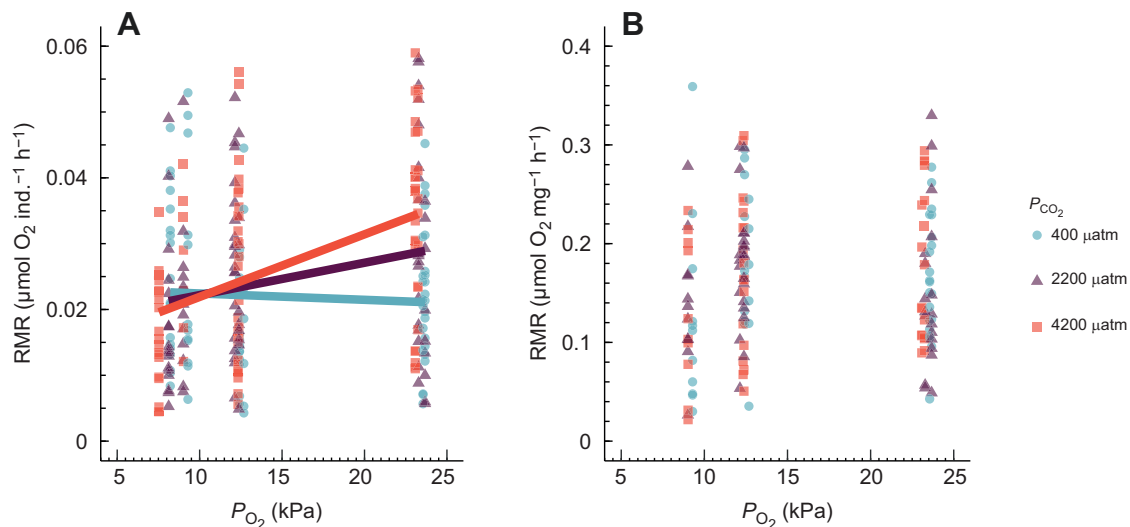 A
0.06
0.04
0.02
0
RMR (μmol O2 ind.−1 h−1)
5 10 15 20 25
PO2 (kPa)
B
0.4
0.3
0.2
0.1
0
RMR (μmol O2 mg−1 h−1)
5 10 15 20 25
PO2 (kPa)
PCO2
400 μatm
2200 μatm
4200 μatm